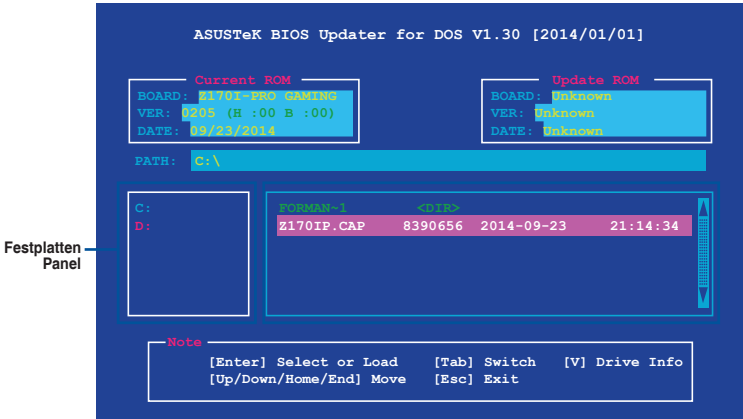 ASUSTeK BIOS Updater for DOS V1.30 [2014/01/01]
Current ROM
BOARD: Z170I-PRO GAMING
VER: 0205 (H :00 B :00)
DATE: 09/23/2014
Update ROM
BOARD: Unknown
VER: Unknown
DATE: Unknown
PATH: C:\
C:
D:
FORMAN~1 <DIR>
Z170IP.CAP 8390656 2014-09-23 21:14:34
Festplatten
Panel
Note
[Enter] Select or Load [Tab] Switch [V] Drive Info
[Up/Down/Home/End] Move [Esc] Exit